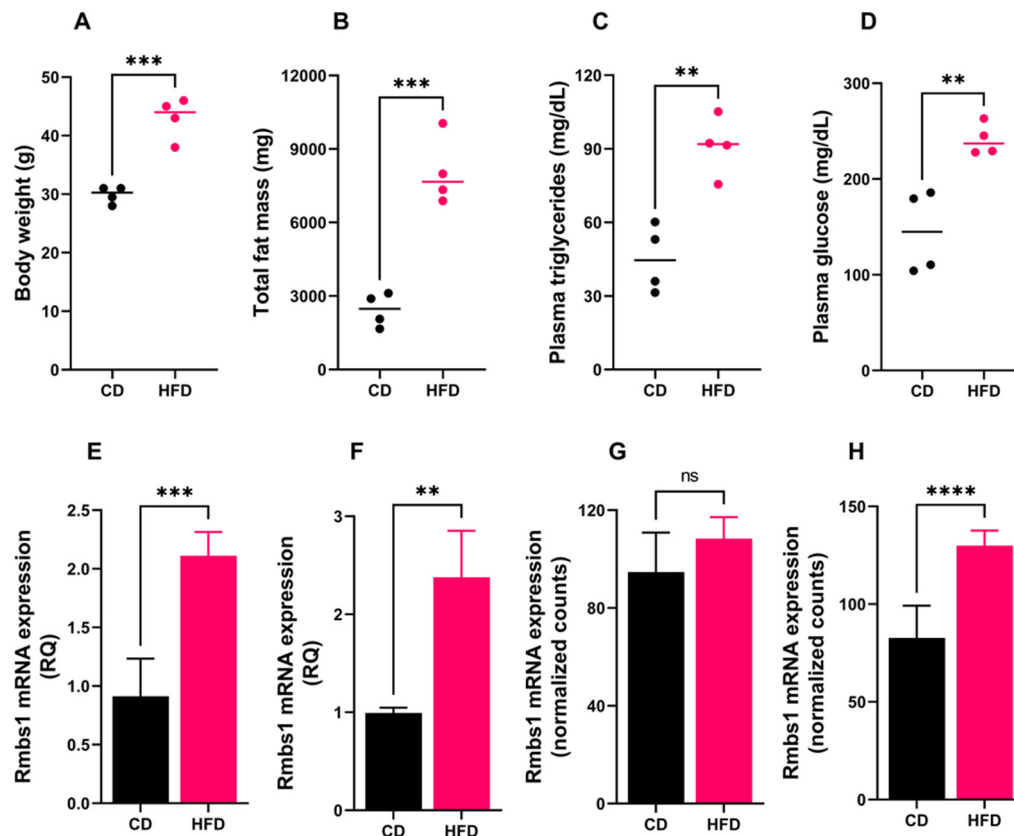 A
B
C
D
***
***
**
**
Body weight (g)
50
40
30
20
10
0
CD
HFD
Total fat mass (mg)
12000
9000
6000
3000
0
CD
HFD
Plasma triglycerides (mg/dL)
120
90
60
30
0
CD
HFD
Plasma glucose (mg/dL)
300
200
100
0
CD
HFD
E
F
G
H
***
**
ns
****
Rmbs1 mRNA expression
(RQ)
2.5
2.0
1.5
1.0
0.5
0.0
CD
HFD
Rmbs1 mRNA expression
(RQ)
3
2
1
0
CD
HFD
Rmbs1 mRNA expression
(normalized counts)
120
80
40
0
CD
HFD
Rmbs1 mRNA expression
(normalized counts)
150
100
50
0
CD
HFD